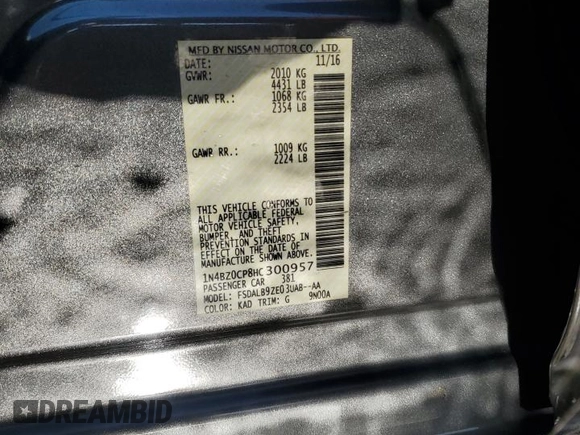 MFD BY NISSAN MOTOR CO., LTD.
DATE: 11/16
GVWR: 2010 KG
4431 LB
GAWR FR.: 1068 KG
2354 LB
GAWR RR.: 1009 KG
2224 LB
THIS VEHICLE CONFORMS TO
ALL APPLICABLE FEDERAL
MOTOR VEHICLE SAFETY,
BUMPER, AND THEFT
PREVENTION STANDARDS IN
EFFECT ON THE DATE OF
MANUFACTURE SHOWN ABOVE.
1N4BZ0CP8HC300957
PASSENGER CAR 381
MODEL: FSDALB9ZE03UAB--AA
COLOR: KAD TRIM: G 9N00A
DREAMBID